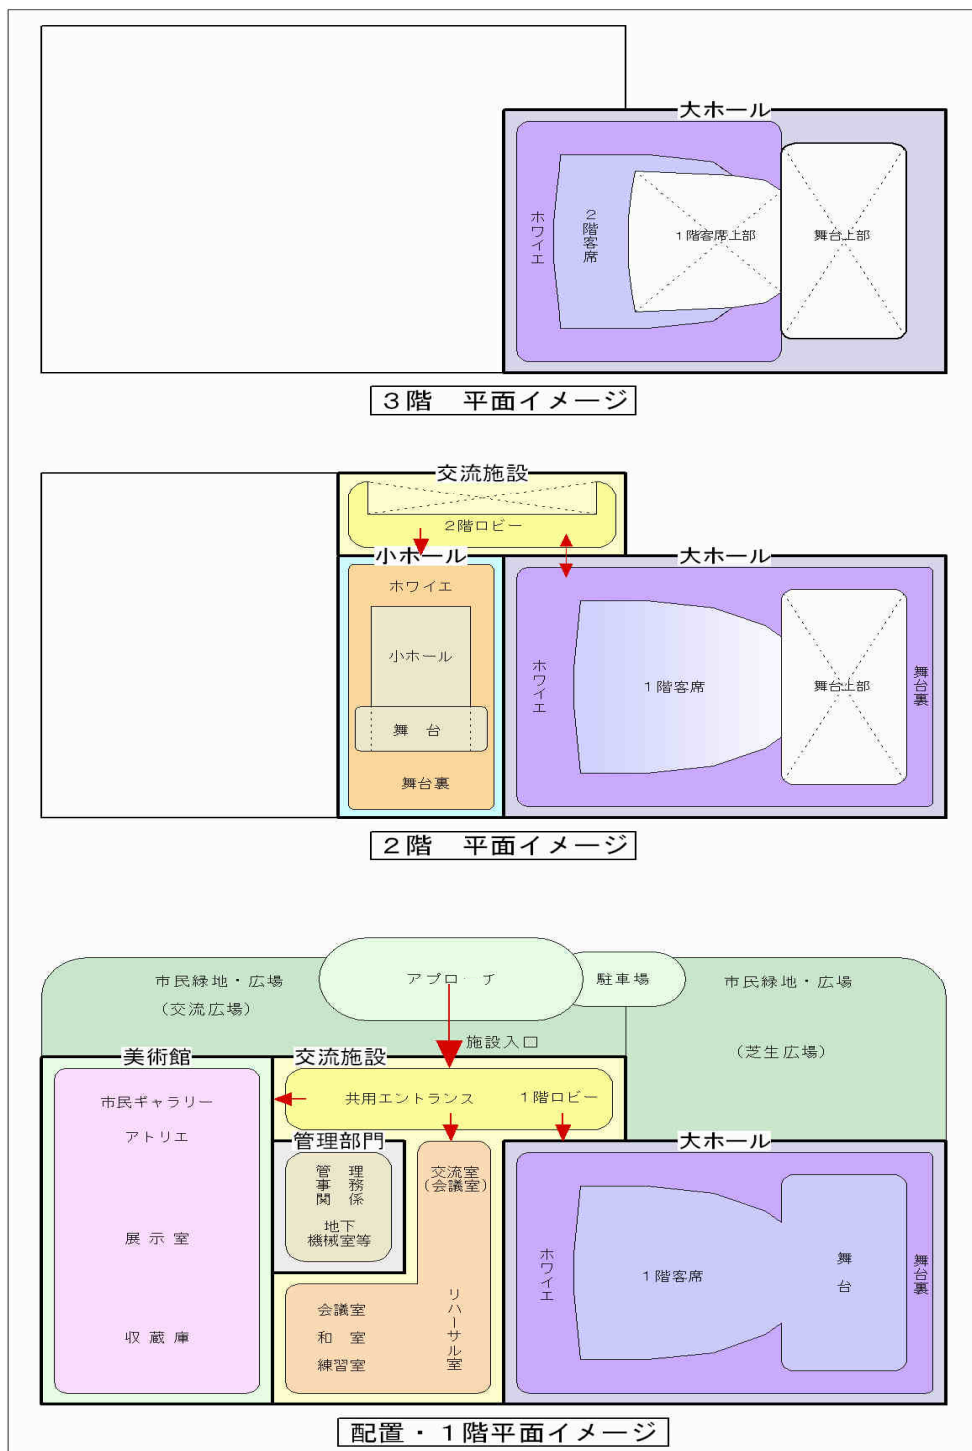 大ホール
ホワイエ
２階客席
１階客席上部
舞台上部
３階　平面イメージ
交流施設
２階ロビー
小ホール
ホワイエ
小ホール
舞　台
舞台裏
大ホール
ホワイエ
１階客席
舞台上部
舞台裏
２階　平面イメージ
市民緑地・広場
（交流広場）
アプローチ
駐車場
市民緑地・広場
（芝生広場）
施設入口
美術館
市民ギャラリー
アトリエ
展示室
収蔵庫
交流施設
共用エントランス
１階ロビー
管理部門
管　理
事　務
関　係
地下
機械室等
交流室
（会議室）
会議室
和　室
練習室
リハーサル室
大ホール
ホワイエ
１階客席
舞　台
舞台裏
配置・１階平面イメージ